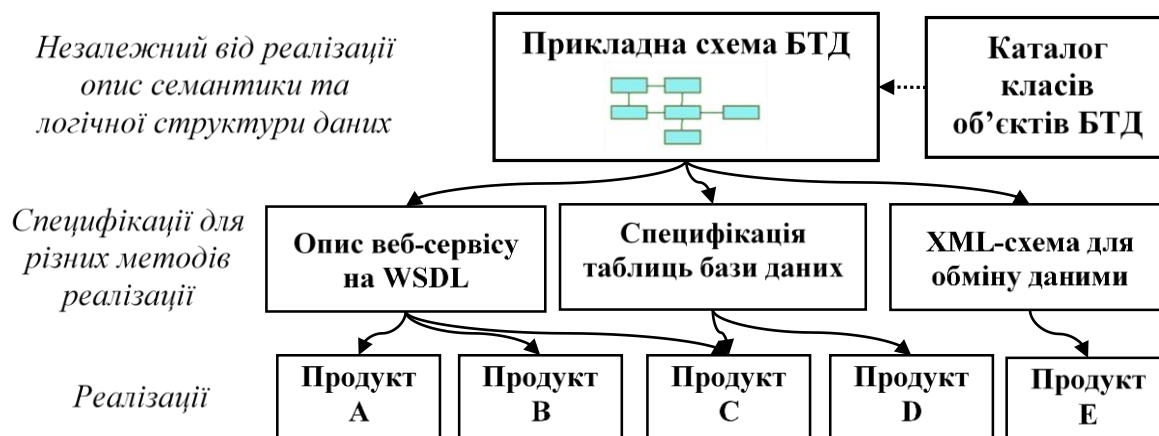 Незалежний від реалізації
опис семантики та
логічної структури даних
Прикладна схема БТД
Каталог
класів
об’єктів БТД
Специфікації для
різних методів
реалізації
Опис веб-сервісу
на WSDL
Специфікація
таблиць бази даних
XML-схема для
обміну даними
Реалізації
Продукт
A
Продукт
B
Продукт
C
Продукт
D
Продукт
E